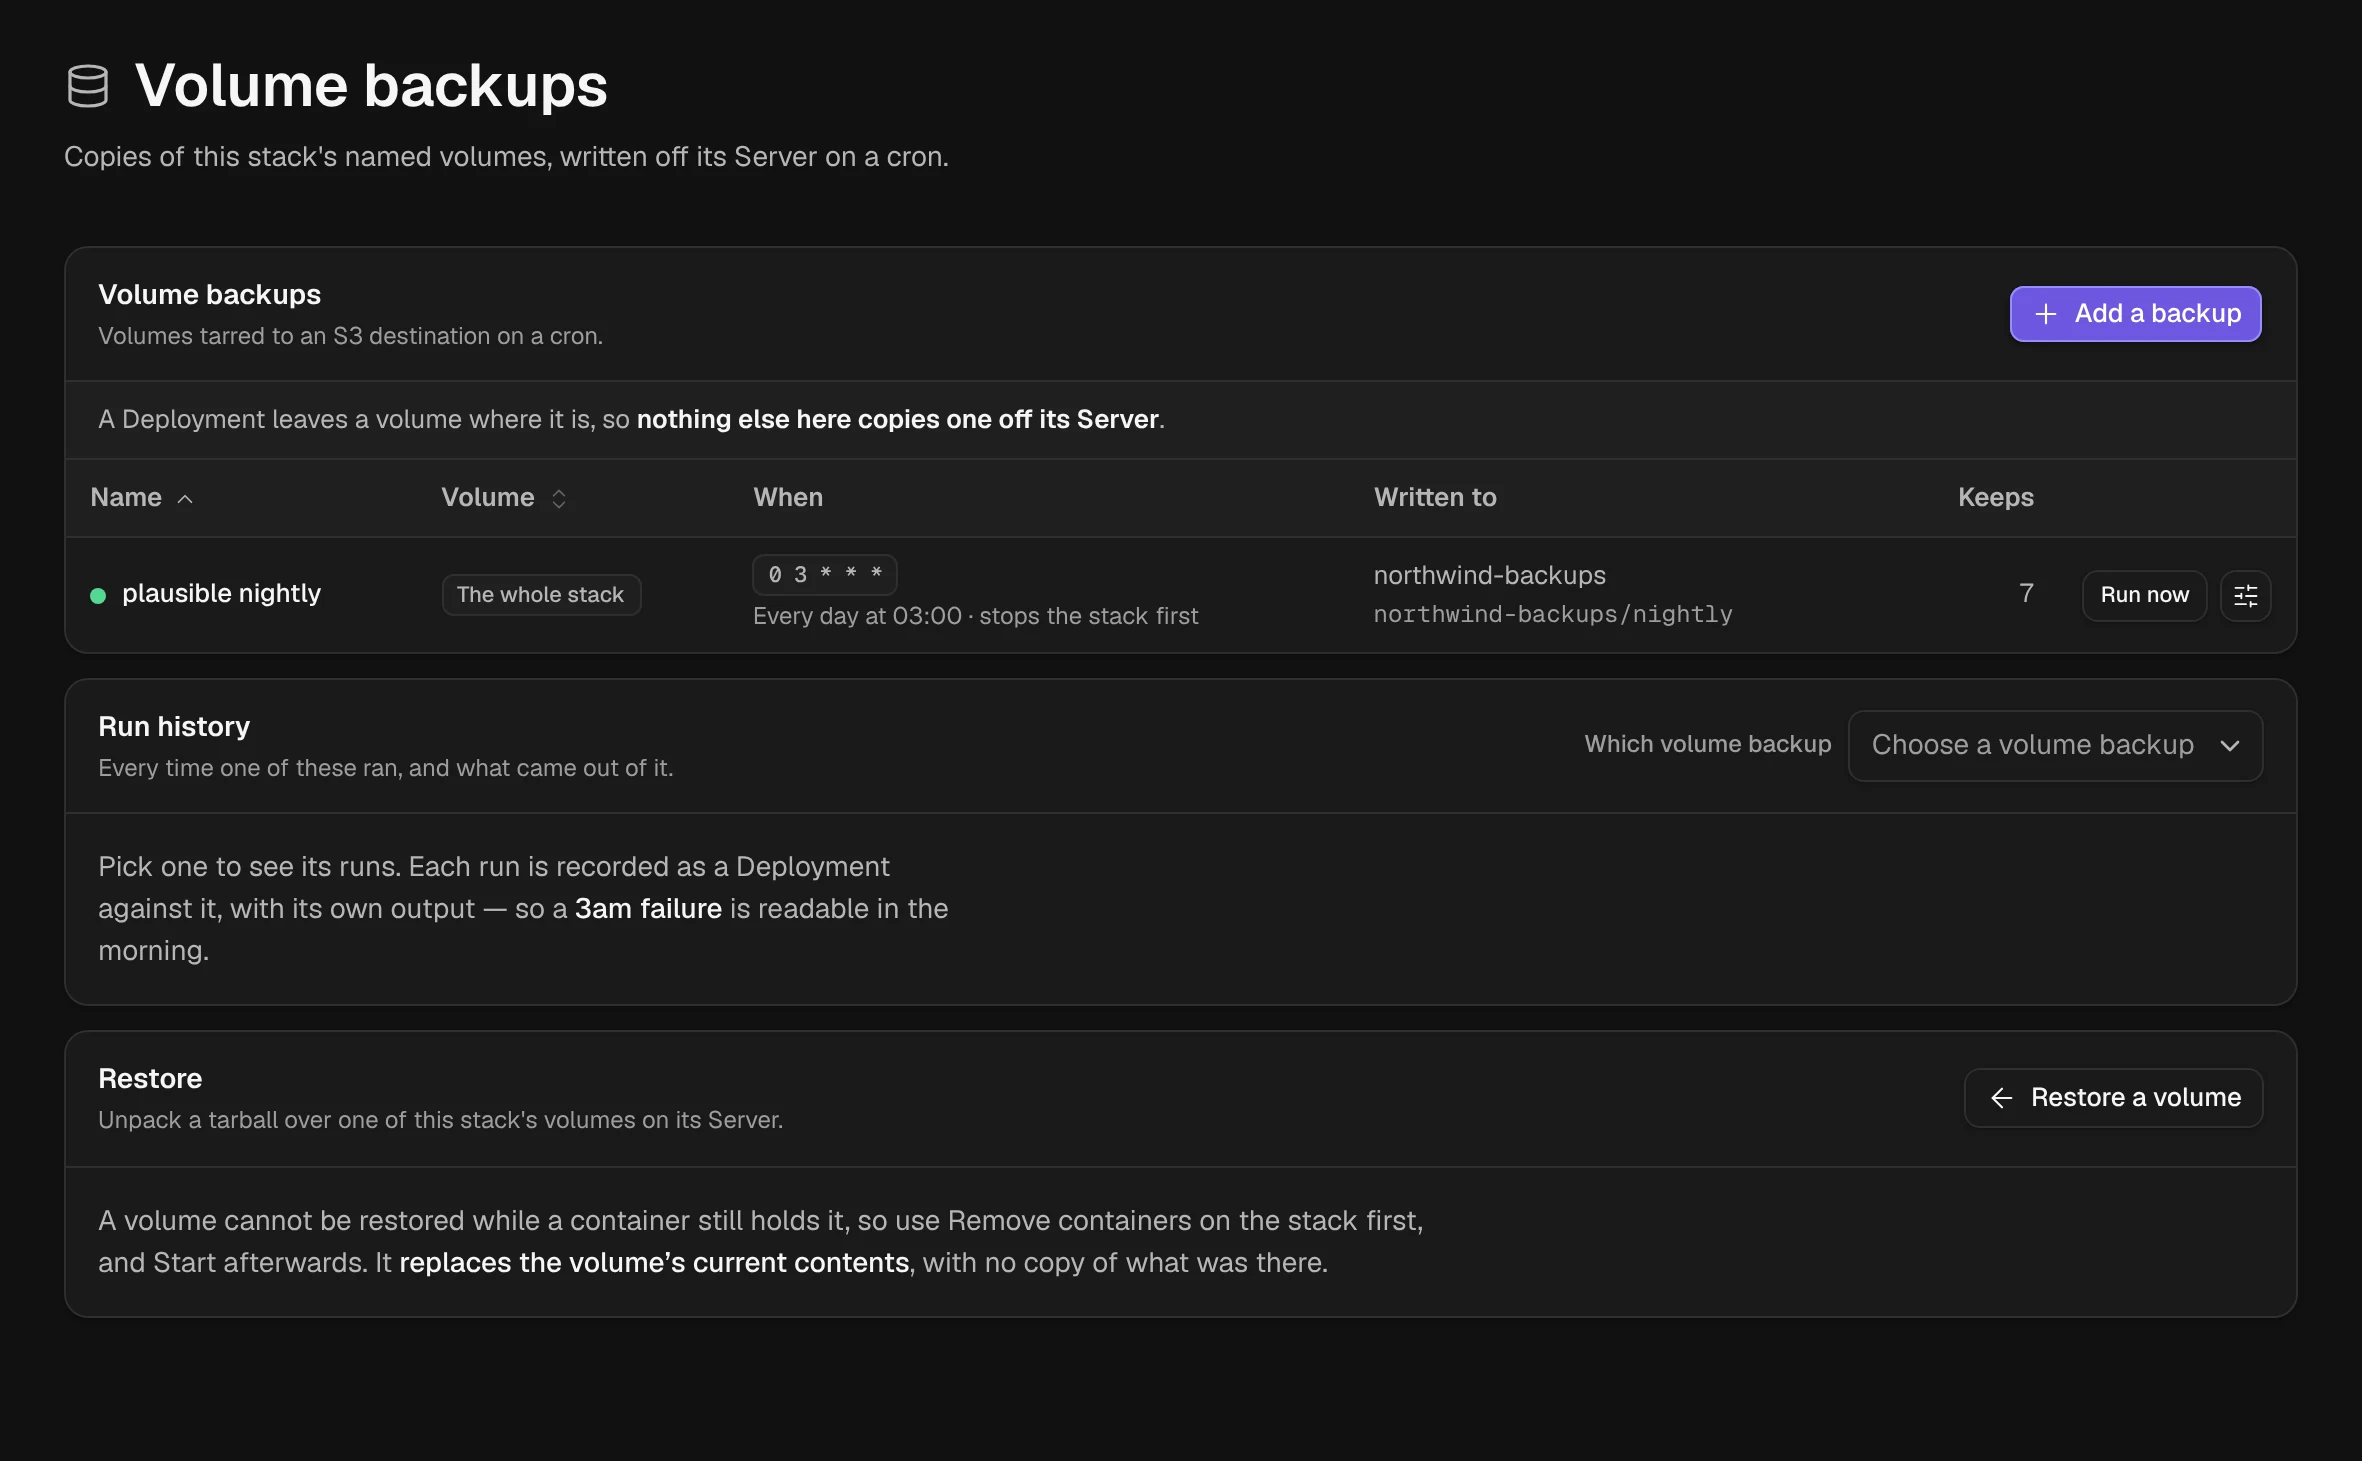 Volume backups
Copies of this stack's named volumes, written off its Server on a cron.
Volume backups
Volumes tarred to an S3 destination on a cron.
Add a backup
A Deployment leaves a volume where it is, so nothing else here copies one off its Server.
Name Volume When Written to Keeps
plausible nightly
The whole stack
0 3 * * *
Every day at 03:00 · stops the stack first
northwind-backups
northwind-backups/nightly
7
Run now
Run history
Every time one of these ran, and what came out of it.
Which volume backup
Choose a volume backup
Pick one to see its runs. Each run is recorded as a Deployment
against it, with its own output — so a 3am failure is readable in the
morning.
Restore
Unpack a tarball over one of this stack's volumes on its Server.
Restore a volume
A volume cannot be restored while a container still holds it, so use Remove containers on the stack first,
and Start afterwards. It replaces the volume’s current contents, with no copy of what was there.